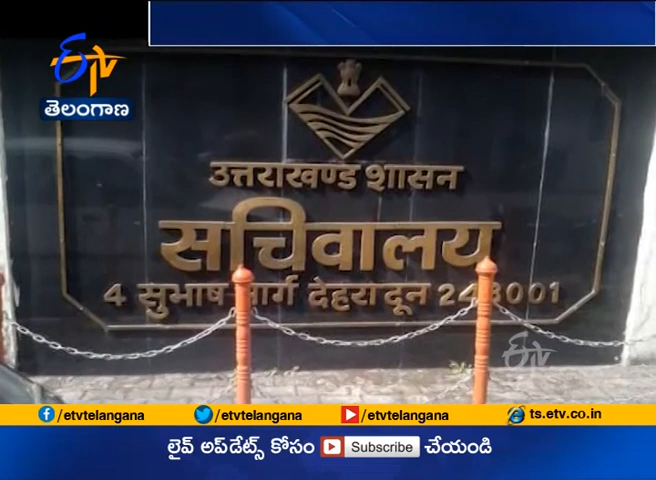 ETV
తెలంగాణ
उत्तराखण्ड शासन
सचिवालय
4 सुभाष मार्ग देहरादून 248001
ETV
/etvtelangana /etvtelangana /etvtelangana ts.etv.co.in
లైవ్ అప్‌డేట్స్ కోసం Subscribe చేయండి